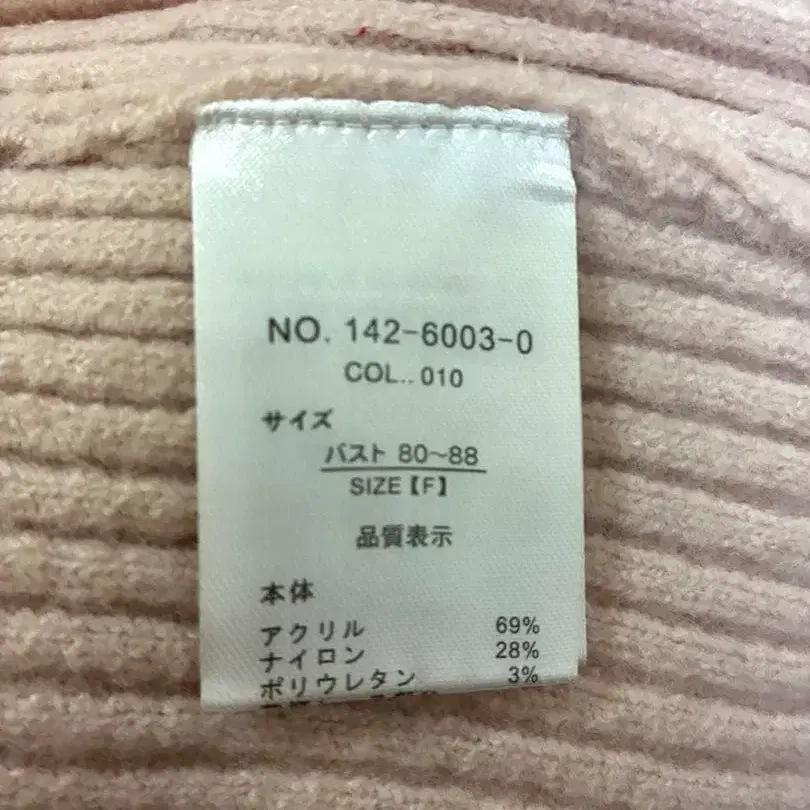 NO. 142-6003-0
COL.. 010
サイズ
バスト 80~88
SIZE【F】
品質表示
本体
アクリル 69%
ナイロン 28%
ポリウレタン 3%